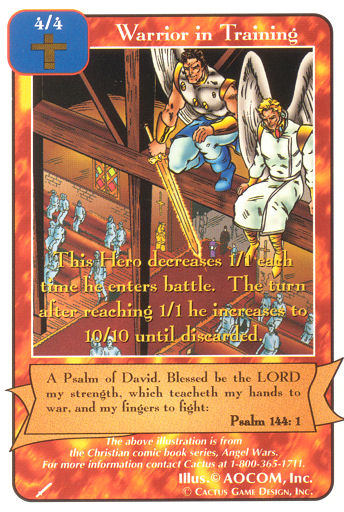 4/4
Warrior in Training
This Hero decreases 1/1 each
time he enters battle. The turn
after reaching 1/1 he increases to
10/10 until discarded.
A Psalm of David. Blessed be the LORD
my strength, which teacheth my hands to
war, and my fingers to fight:
Psalm 144: 1
The above illustration is from
the Christian comic book series, Angel Wars.
For more information contact Cactus at 1-800-365-1711.
Illus.© AOCOM, Inc.
© Cactus Game Design, Inc.